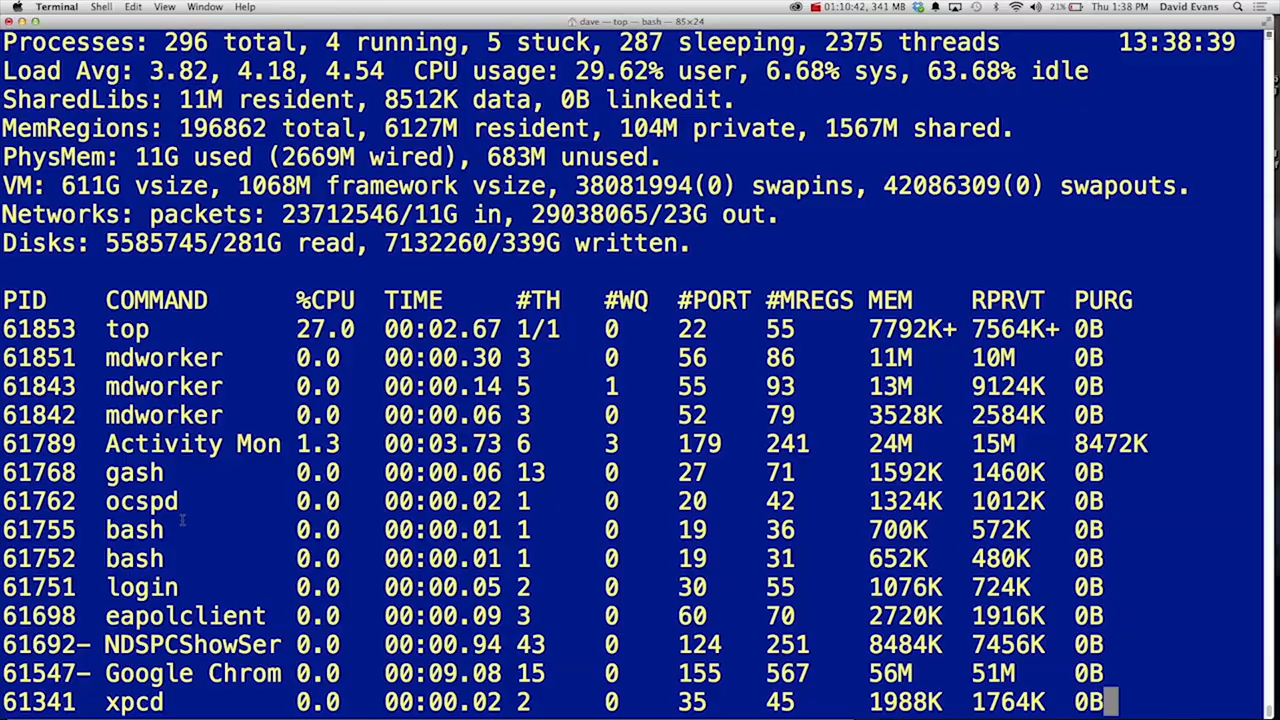 Terminal Shell Edit View Window Help 01:10:42, 341 MB 21% Thu 1:38 PM David Evans
dave — top — bash — 85×24
Processes: 296 total, 4 running, 5 stuck, 287 sleeping, 2375 threads 13:38:39
Load Avg: 3.82, 4.18, 4.54 CPU usage: 29.62% user, 6.68% sys, 63.68% idle
SharedLibs: 11M resident, 8512K data, 0B linkedit.
MemRegions: 196862 total, 6127M resident, 104M private, 1567M shared.
PhysMem: 11G used (2669M wired), 683M unused.
VM: 611G vsize, 1068M framework vsize, 38081994(0) swapins, 42086309(0) swapouts.
Networks: packets: 23712546/11G in, 29038065/23G out.
Disks: 5585745/281G read, 7132260/339G written.
PID COMMAND %CPU TIME #TH #WQ #PORT #MREGS MEM RPRVT PURG
61853 top 27.0 00:02.67 1/1 0 22 55 7792K+ 7564K+ 0B
61851 mdworker 0.0 00:00.30 3 0 56 86 11M 10M 0B
61843 mdworker 0.0 00:00.14 5 1 55 93 13M 9124K 0B
61842 mdworker 0.0 00:00.06 3 0 52 79 3528K 2584K 0B
61789 Activity Mon 1.3 00:03.73 6 3 179 241 24M 15M 8472K
61768 gash 0.0 00:00.06 13 0 27 71 1592K 1460K 0B
61762 ocspd 0.0 00:00.02 1 0 20 42 1324K 1012K 0B
61755 bash 0.0 00:00.01 1 0 19 36 700K 572K 0B
61752 bash 0.0 00:00.01 1 0 19 31 652K 480K 0B
61751 login 0.0 00:00.05 2 0 30 55 1076K 724K 0B
61698 eapolclient 0.0 00:00.09 3 0 60 70 2720K 1916K 0B
61692- NDSPCShowSer 0.0 00:00.94 43 0 124 251 8484K 7456K 0B
61547- Google Chrom 0.0 00:09.08 15 0 155 567 56M 51M 0B
61341 xpcd 0.0 00:00.02 2 0 35 45 1988K 1764K 0B